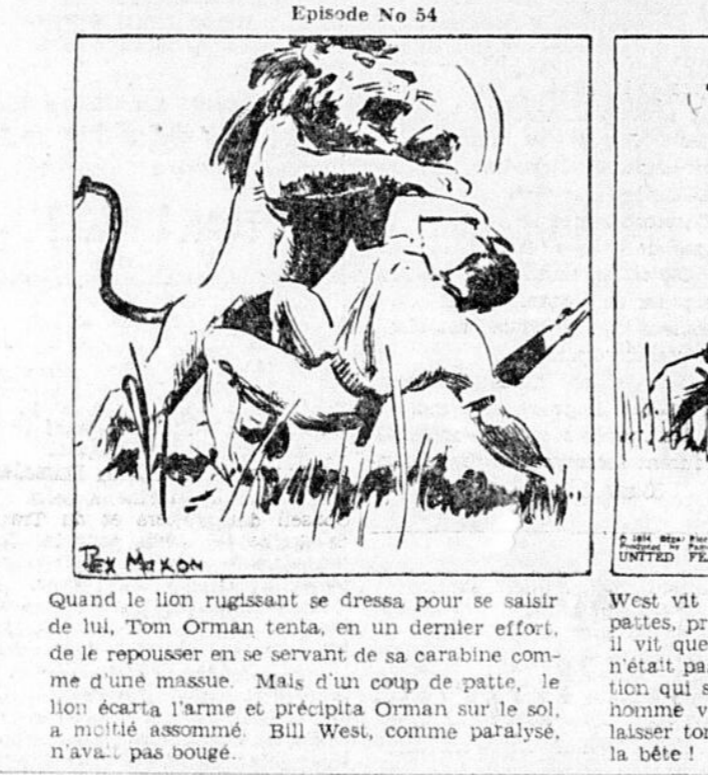 Episode No 54
REX MAXON
Quand le lion rugissant se dressa pour se saisir
de lui, Tom Orman tenta, en un dernier effort,
de le repousser en se servant de sa carabine com-
me d'une massue. Mais d'un coup de patte, le
lion écarta l'arme et précipita Orman sur le sol,
a moitié assommé. Bill West, comme paralysé,
n'avait pas bougé..
UNITED FE
West vit
pattes, pr
il vit que
n'était pa
tion qui s
homme v
laisser ton
la bête !